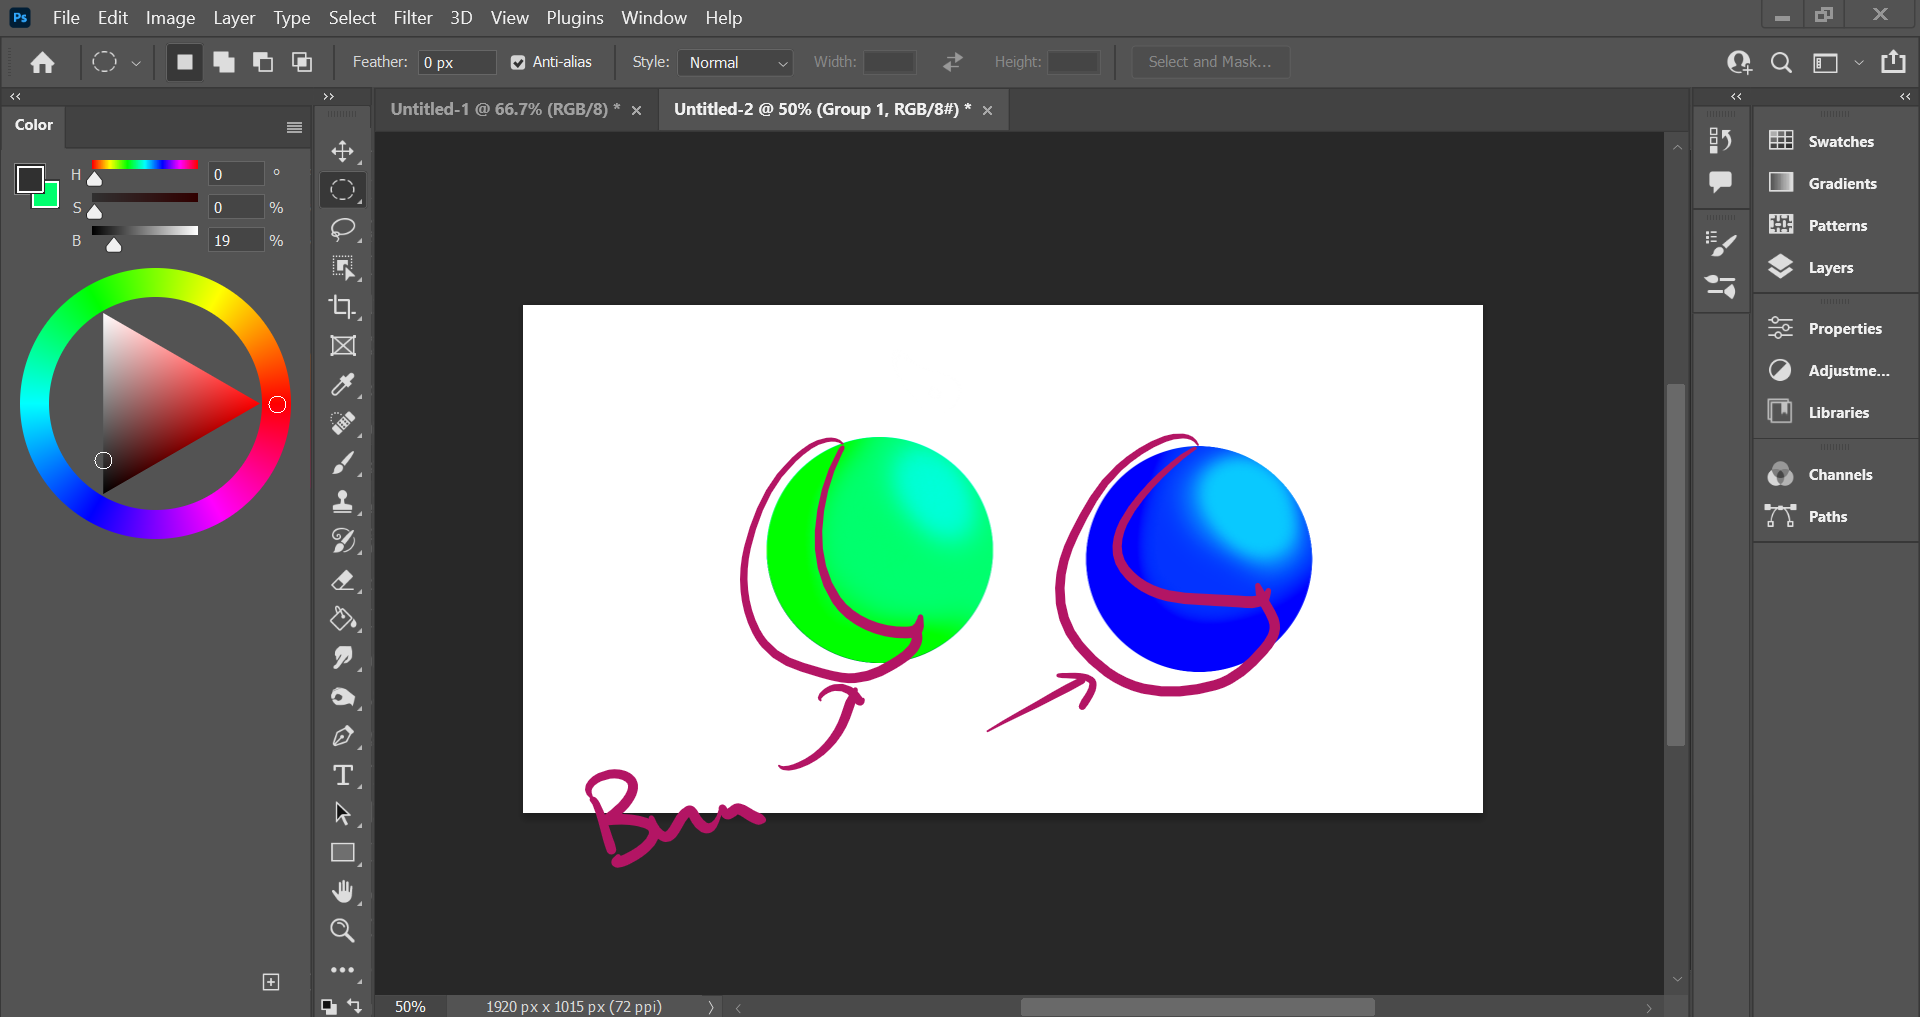 Ps File Edit Image Layer Type Select Filter 3D View Plugins Window Help
Feather: 0 px Anti-alias Style: Normal Width: Height: Select and Mask...
Untitled-1 @ 66.7% (RGB/8) * × Untitled-2 @ 50% (Group 1, RGB/8#) * ×
Color
H 0 °
S 0 %
B 19 %
Swatches
Gradients
Patterns
Layers
Properties
Adjustme...
Libraries
Channels
Paths
50% 1920 px x 1015 px (72 ppi)